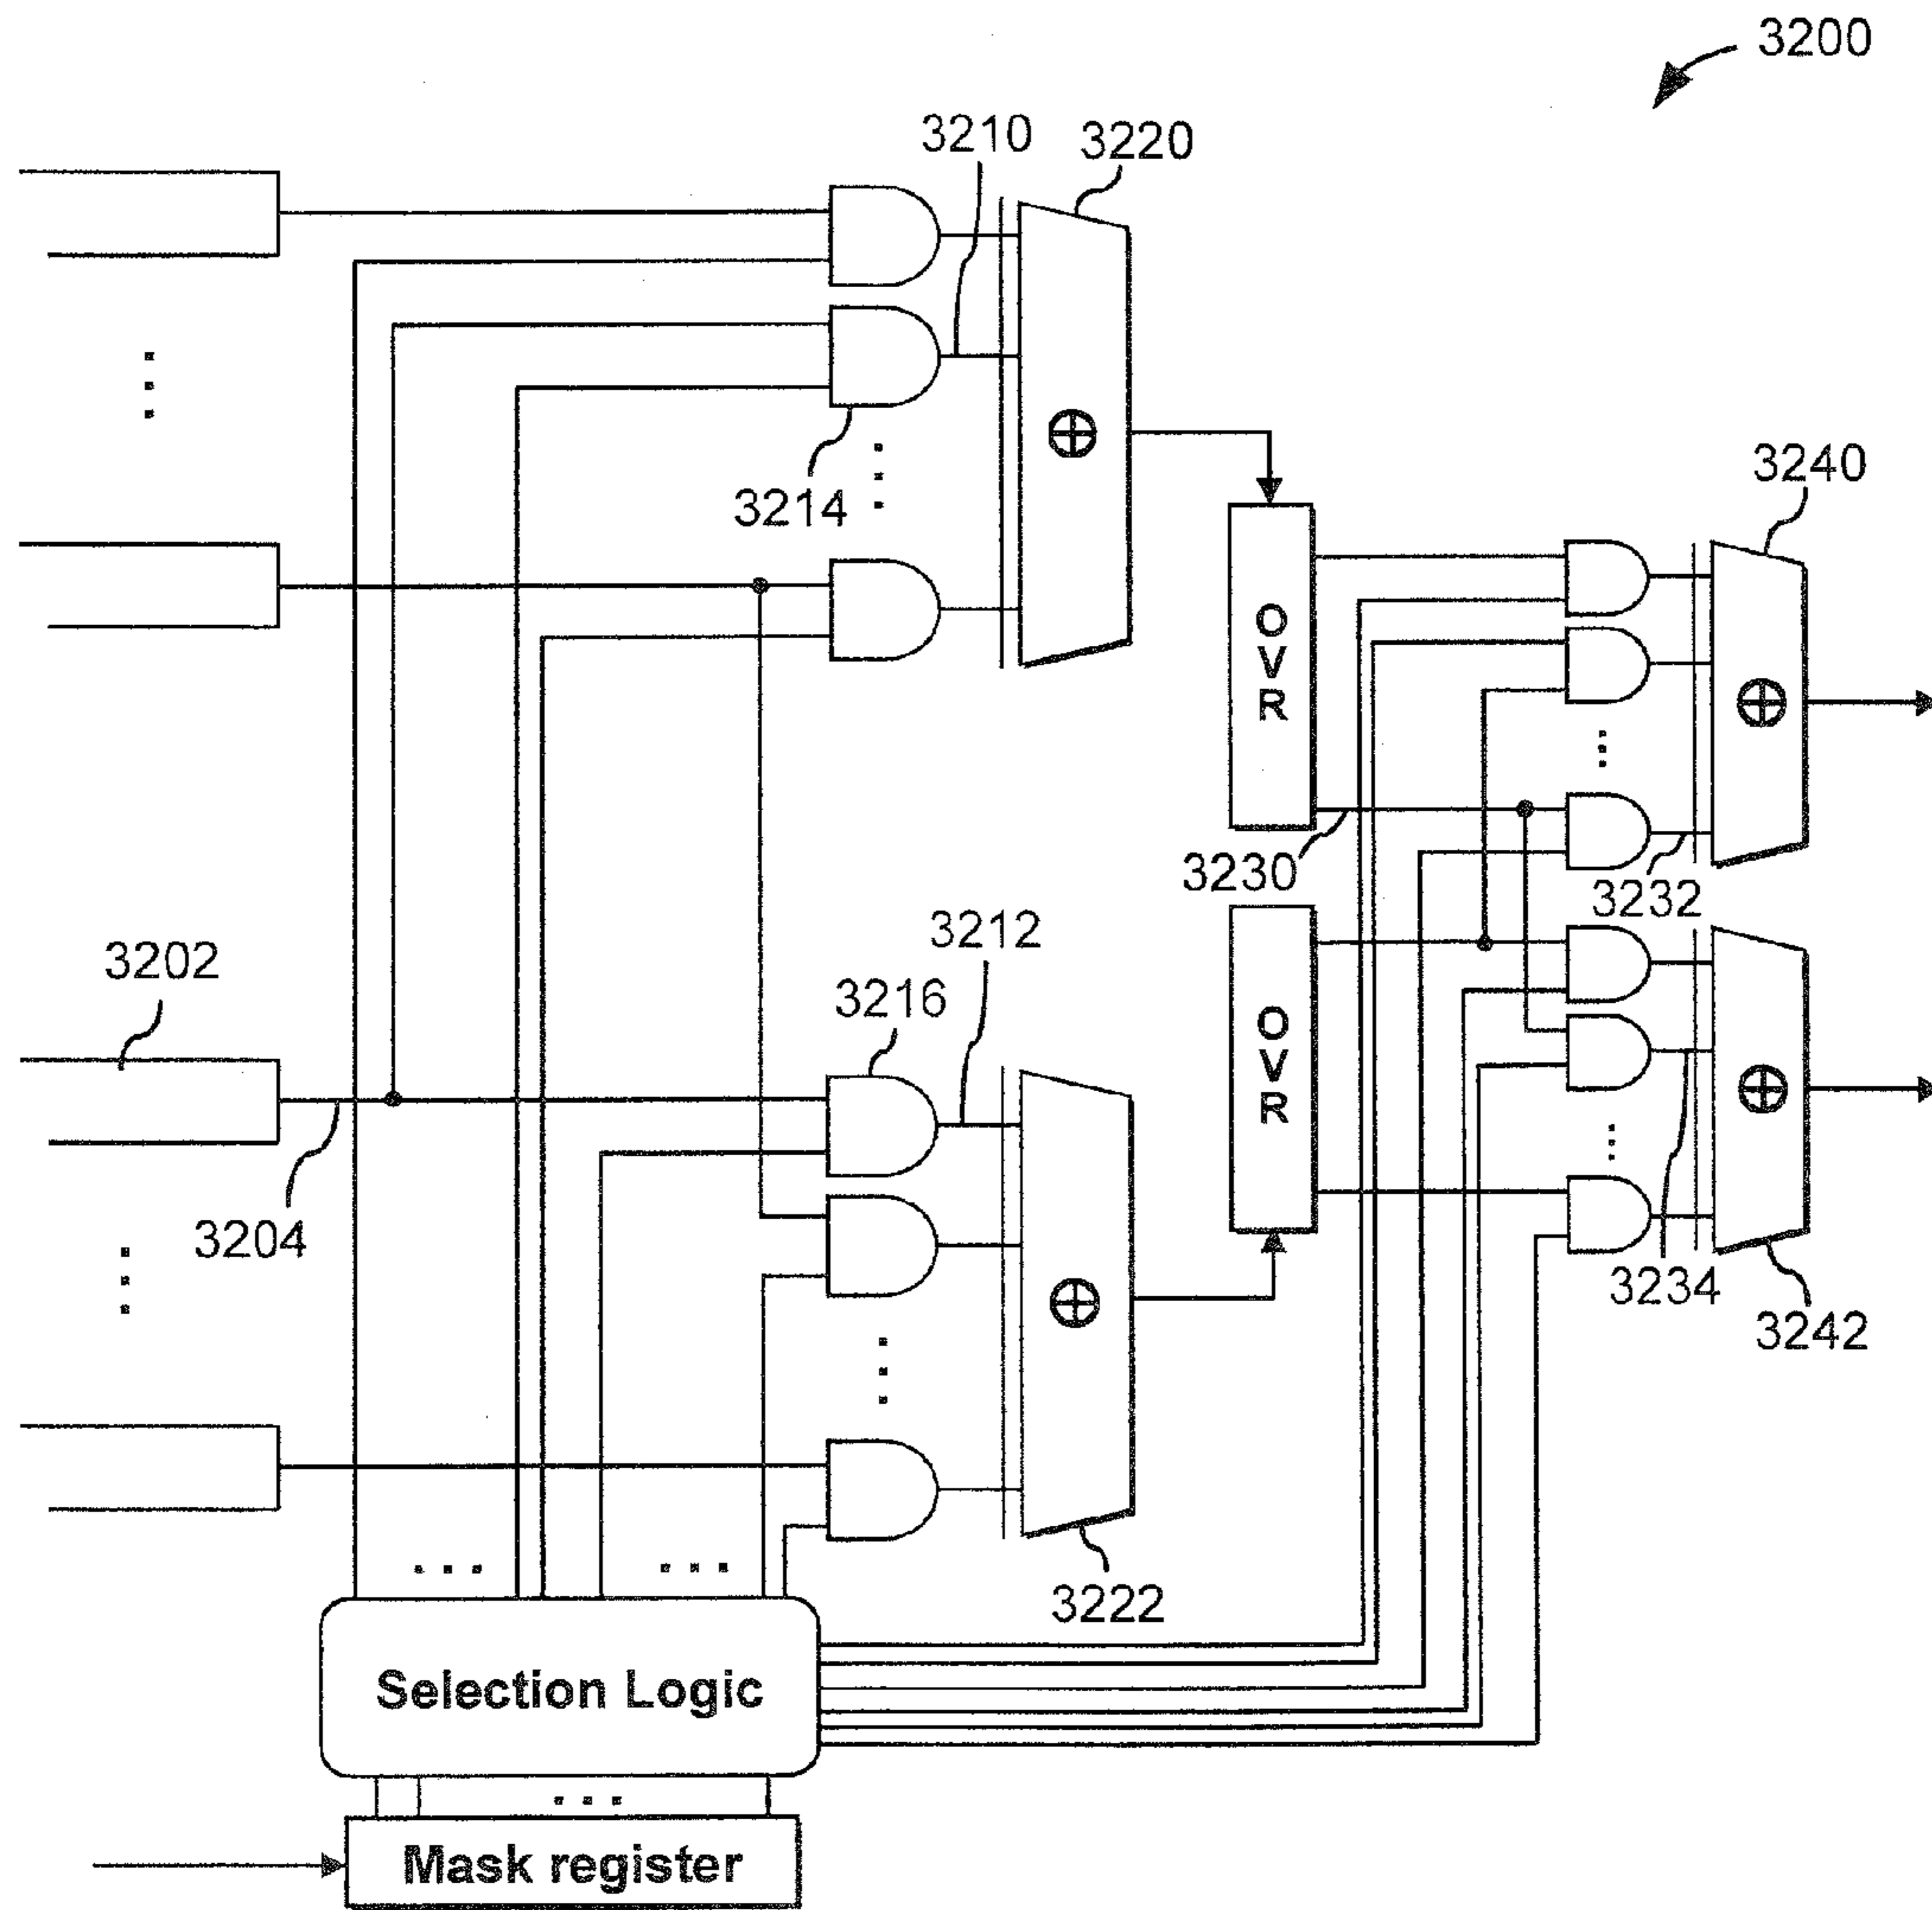 3200
3210
3220
3214
3240
O
V
R
3230
3232
3202
3212
3216
O
V
R
3204
3234
3242
3222
Selection Logic
Mask register